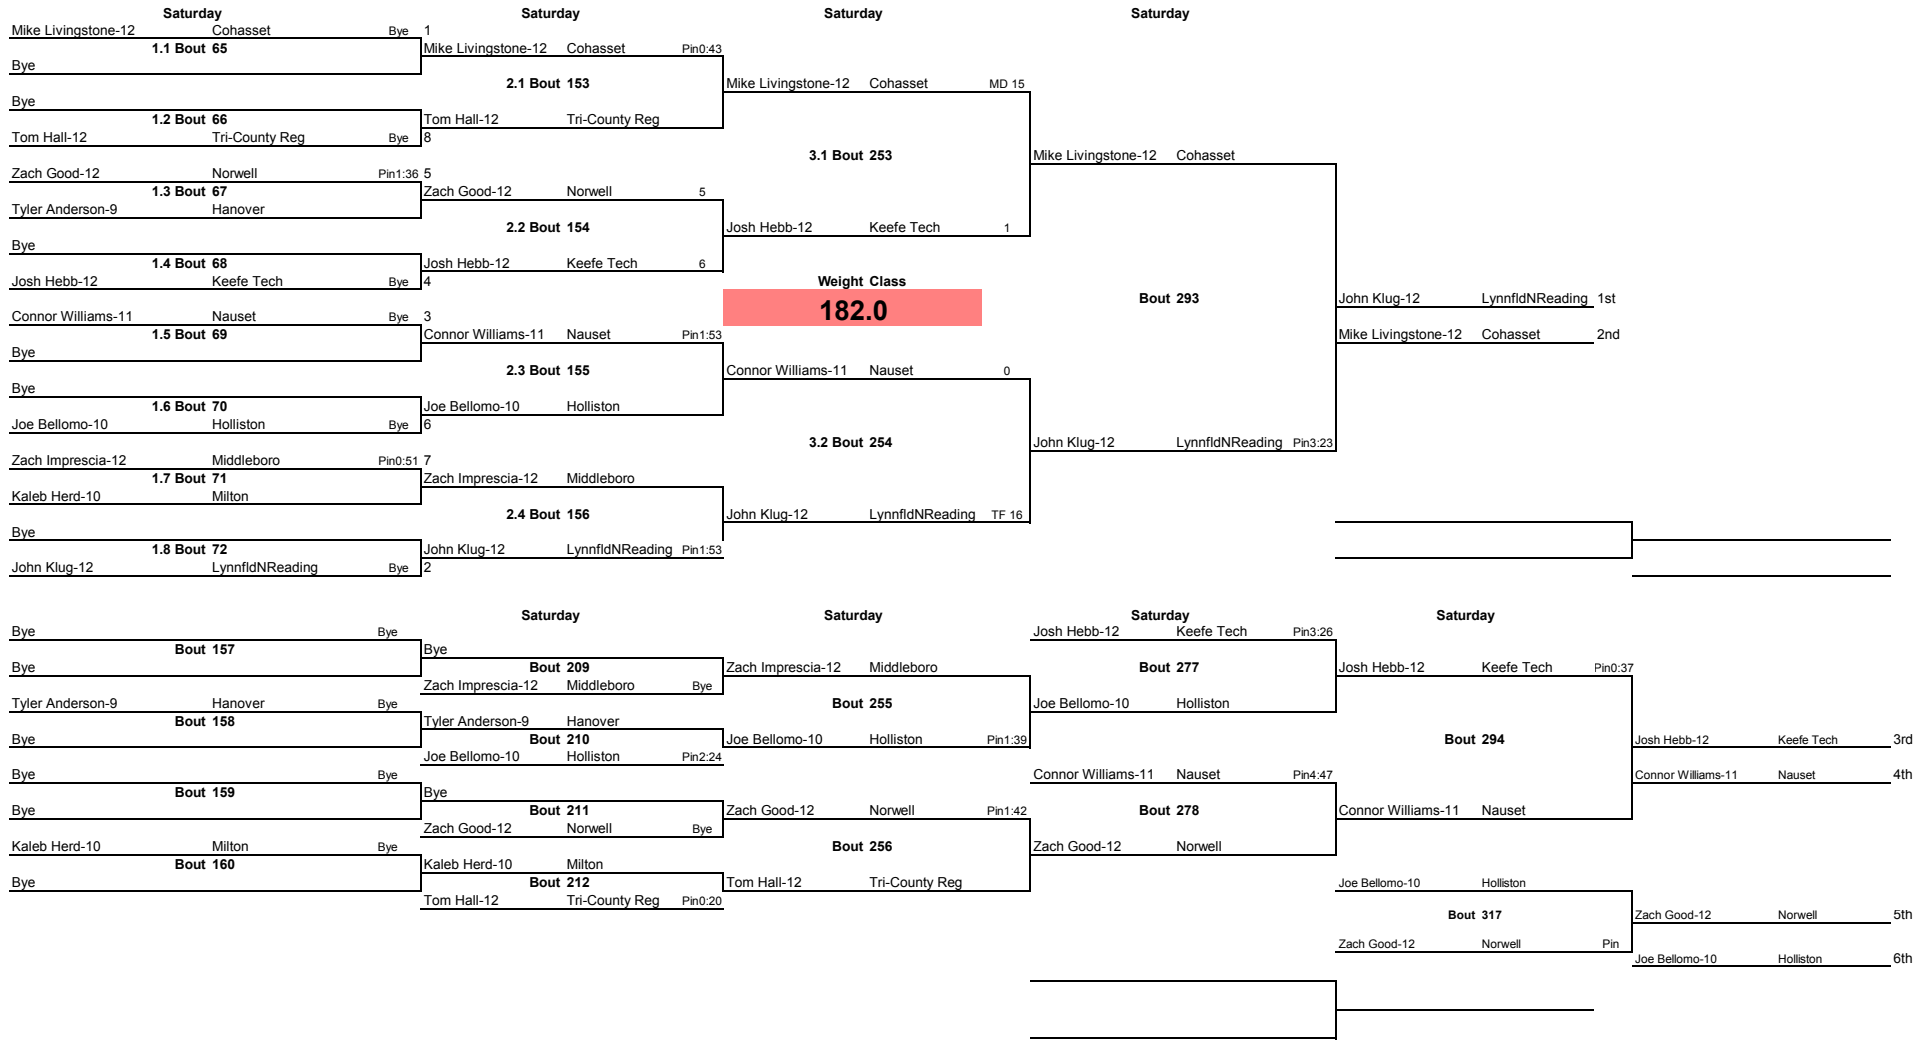 Saturday Saturday Saturday Saturday
Mike Livingstone-12 Cohasset Bye 1
1.1 Bout 65 Mike Livingstone-12 Cohasset Pin0:43
Bye
2.1 Bout 153 Mike Livingstone-12 Cohasset MD 15
Bye
1.2 Bout 66 Tom Hall-12 Tri-County Reg
Tom Hall-12 Tri-County Reg Bye 8
3.1 Bout 253 Mike Livingstone-12 Cohasset
Zach Good-12 Norwell Pin1:36 5
1.3 Bout 67 Zach Good-12 Norwell 5
Tyler Anderson-9 Hanover
2.2 Bout 154 Josh Hebb-12 Keefe Tech 1
Bye
1.4 Bout 68 Josh Hebb-12 Keefe Tech 6
Josh Hebb-12 Keefe Tech Bye 4 Weight Class
182.0 Bout 293 John Klug-12 LynnfldNReading 1st
Connor Williams-11 Nauset Bye 3
1.5 Bout 69 Connor Williams-11 Nauset Pin1:53 Mike Livingstone-12 Cohasset 2nd
Bye
2.3 Bout 155 Connor Williams-11 Nauset 0
Bye
1.6 Bout 70 Joe Bellomo-10 Holliston
Joe Bellomo-10 Holliston Bye 6
3.2 Bout 254 John Klug-12 LynnfldNReading Pin3:23
Zach Imprescia-12 Middleboro Pin0:51 7
1.7 Bout 71 Zach Imprescia-12 Middleboro
Kaleb Herd-10 Milton
2.4 Bout 156 John Klug-12 LynnfldNReading TF 16
Bye
1.8 Bout 72 John Klug-12 LynnfldNReading Pin1:53
John Klug-12 LynnfldNReading Bye 2
Saturday Saturday Saturday Saturday
Bye Bye Josh Hebb-12 Keefe Tech Pin3:26
Bout 157 Bye
Bye Bout 209 Zach Imprescia-12 Middleboro Bout 277 Josh Hebb-12 Keefe Tech Pin0:37
Zach Imprescia-12 Middleboro Bye
Tyler Anderson-9 Hanover Bye Bout 255 Joe Bellomo-10 Holliston
Bout 158 Tyler Anderson-9 Hanover
Bye Bout 210 Joe Bellomo-10 Holliston Pin1:39 Bout 294 Josh Hebb-12 Keefe Tech 3rd
Joe Bellomo-10 Holliston Pin2:24
Bye Bye Connor Williams-11 Nauset Pin4:47 Connor Williams-11 Nauset 4th
Bout 159 Bye
Bye Bout 211 Zach Good-12 Norwell Pin1:42 Bout 278 Connor Williams-11 Nauset
Zach Good-12 Norwell Bye
Kaleb Herd-10 Milton Bye Bout 256 Zach Good-12 Norwell
Bout 160 Kaleb Herd-10 Milton
Bye Bout 212 Tom Hall-12 Tri-County Reg Joe Bellomo-10 Holliston
Tom Hall-12 Tri-County Reg Pin0:20
Bout 317 Zach Good-12 Norwell 5th
Zach Good-12 Norwell Pin
Joe Bellomo-10 Holliston 6th